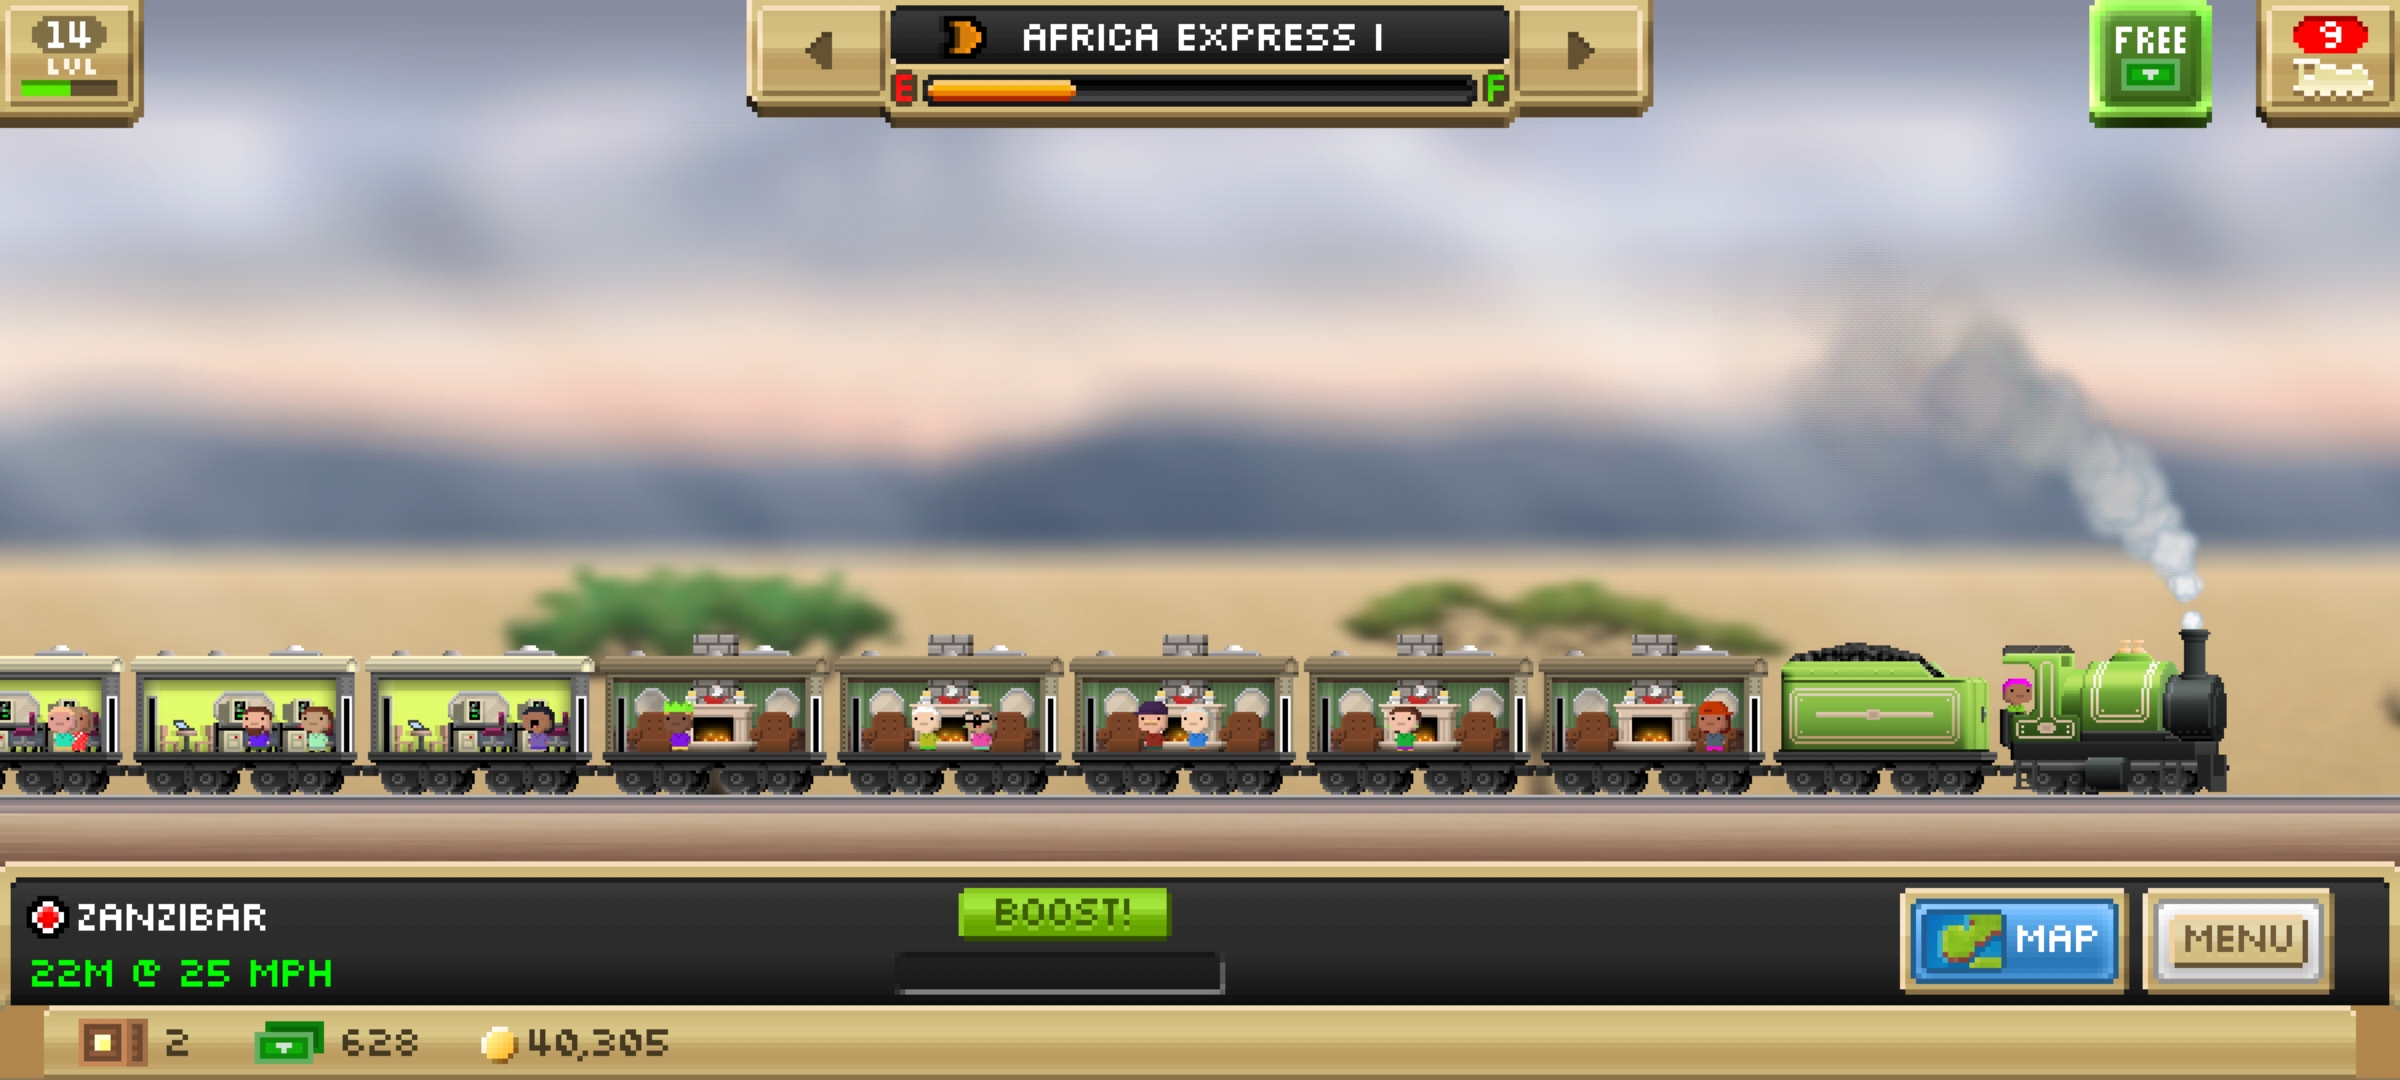 14
LVL
AFRICA EXPRESS I
E F
FREE
9
ZANZIBAR
22M @ 25 MPH
BOOST!
MAP
MENU
2
628
40,305